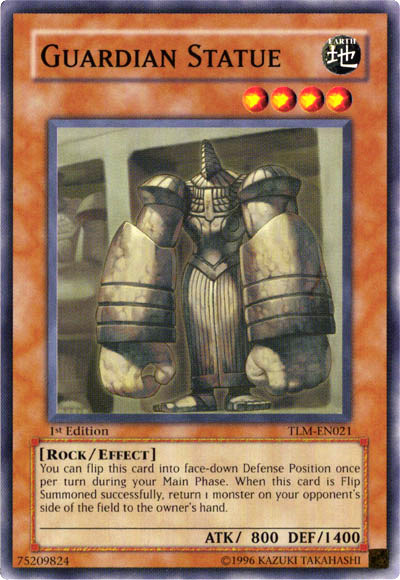 GUARDIAN STATUE
EARTH
地
1st Edition
TLM-EN021
[ROCK/EFFECT]
You can flip this card into face-down Defense Position once
per turn during your Main Phase. When this card is Flip
Summoned successfully, return 1 monster on your opponent's
side of the field to the owner's hand.
ATK/ 800 DEF/1400
75209824
©1996 KAZUKI TAKAHASHI